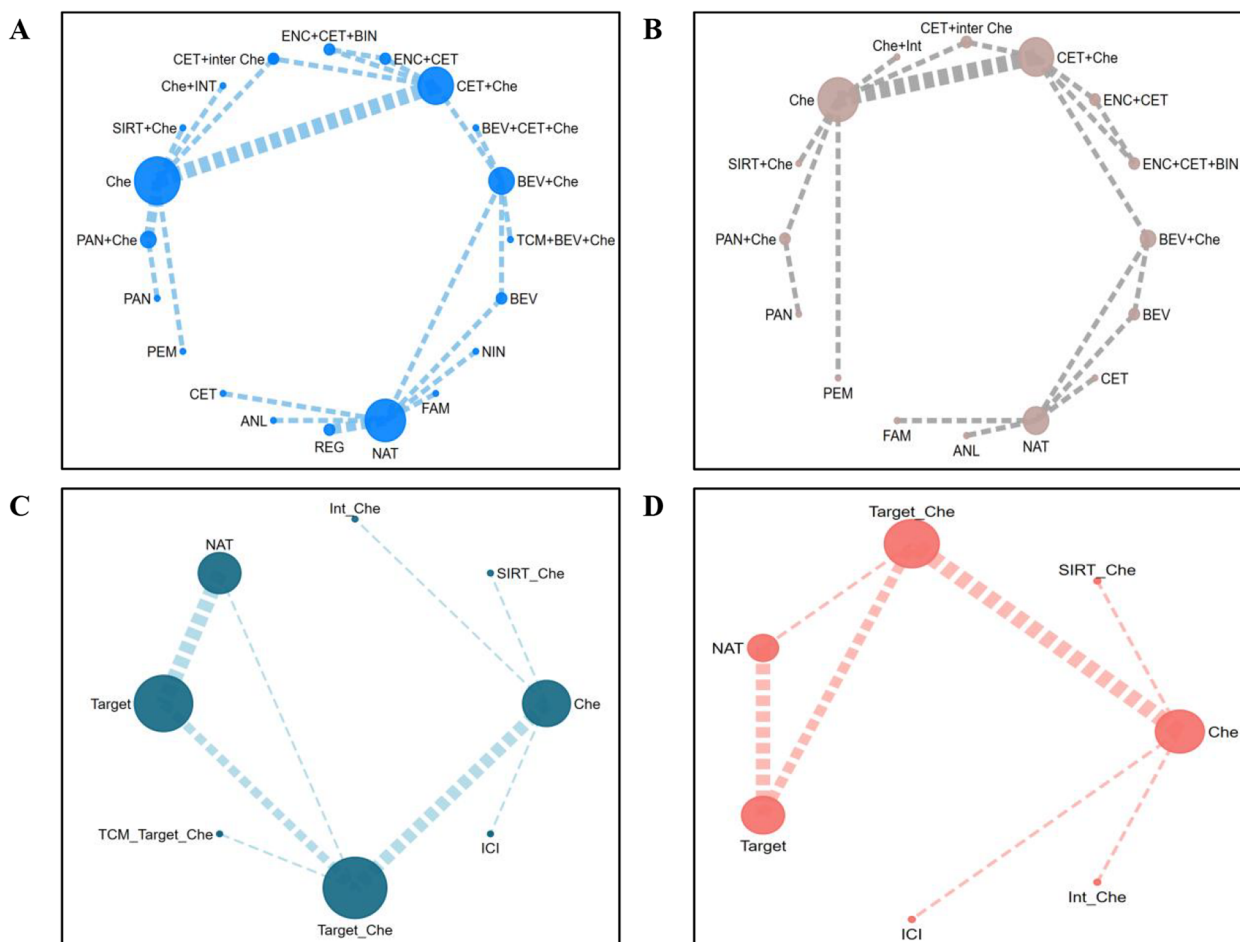 A
ENC+CET+BIN
CET+inter Che
ENC+CET
Che+INT
CET+Che
SIRT+Che
BEV+CET+Che
Che
BEV+Che
PAN+Che
TCM+BEV+Che
PAN
BEV
PEM
NIN
CET
FAM
ANL
REG
NAT
B
CET+inter Che
Che+Int
CET+Che
Che
ENC+CET
SIRT+Che
ENC+CET+BIN
PAN+Che
BEV+Che
PAN
BEV
PEM
CET
FAM
ANL
NAT
C
Int_Che
NAT
SIRT_Che
Target
Che
TCM_Target_Che
ICI
Target_Che
D
Target_Che
SIRT_Che
NAT
Che
Target
Int_Che
ICI